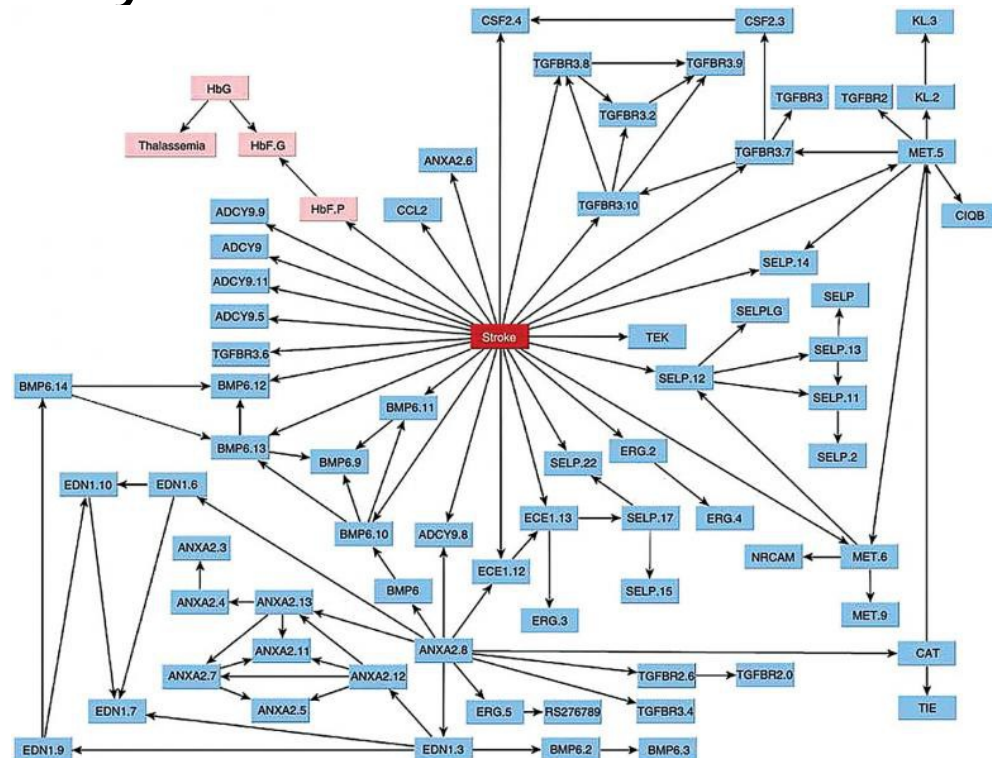 y
CSF2.4
CSF2.3
KL.3
TGFBR3.8
TGFBR3.9
HbG
TGFBR3
TGFBR2
KL.2
TGFBR3.2
Thalassemia
HbF.G
TGFBR3.7
MET.5
ANXA2.6
HbF.P
CCL2
TGFBR3.10
ADCY9.9
CIQB
ADCY9
SELP.14
ADCY9.11
SELP
SELPLG
ADCY9.5
Stroke
TEK
SELP.13
TGFBR3.6
SELP.12
BMP6.14
BMP6.12
SELP.11
BMP6.11
BMP6.13
ERG.2
SELP.2
BMP6.9
SELP.22
EDN1.10
EDN1.6
ECE1.13
SELP.17
ERG.4
BMP6.10
ADCY9.8
ANXA2.3
NRCAM
MET.6
ECE1.12
BMP6
SELP.15
ANXA2.4
ANXA2.13
ERG.3
MET.9
ANXA2.11
ANXA2.8
CAT
ANXA2.7
ANXA2.12
TGFBR2.6
TGFBR2.0
ANXA2.5
EDN1.7
ERG.5
RS276789
TGFBR3.4
TIE
EDN1.9
EDN1.3
BMP6.2
BMP6.3